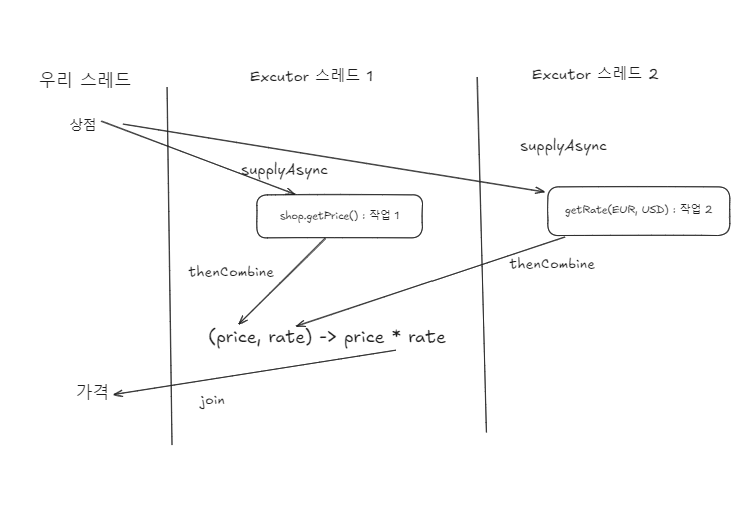 우리 스레드
Excutor 스레드 1
Excutor 스레드 2
상점
supplyAsync
supplyAsync
shop.getPrice() : 작업 1
getRate(EUR, USD) : 작업 2
thenCombine
thenCombine
(price, rate) -> price * rate
가격
join